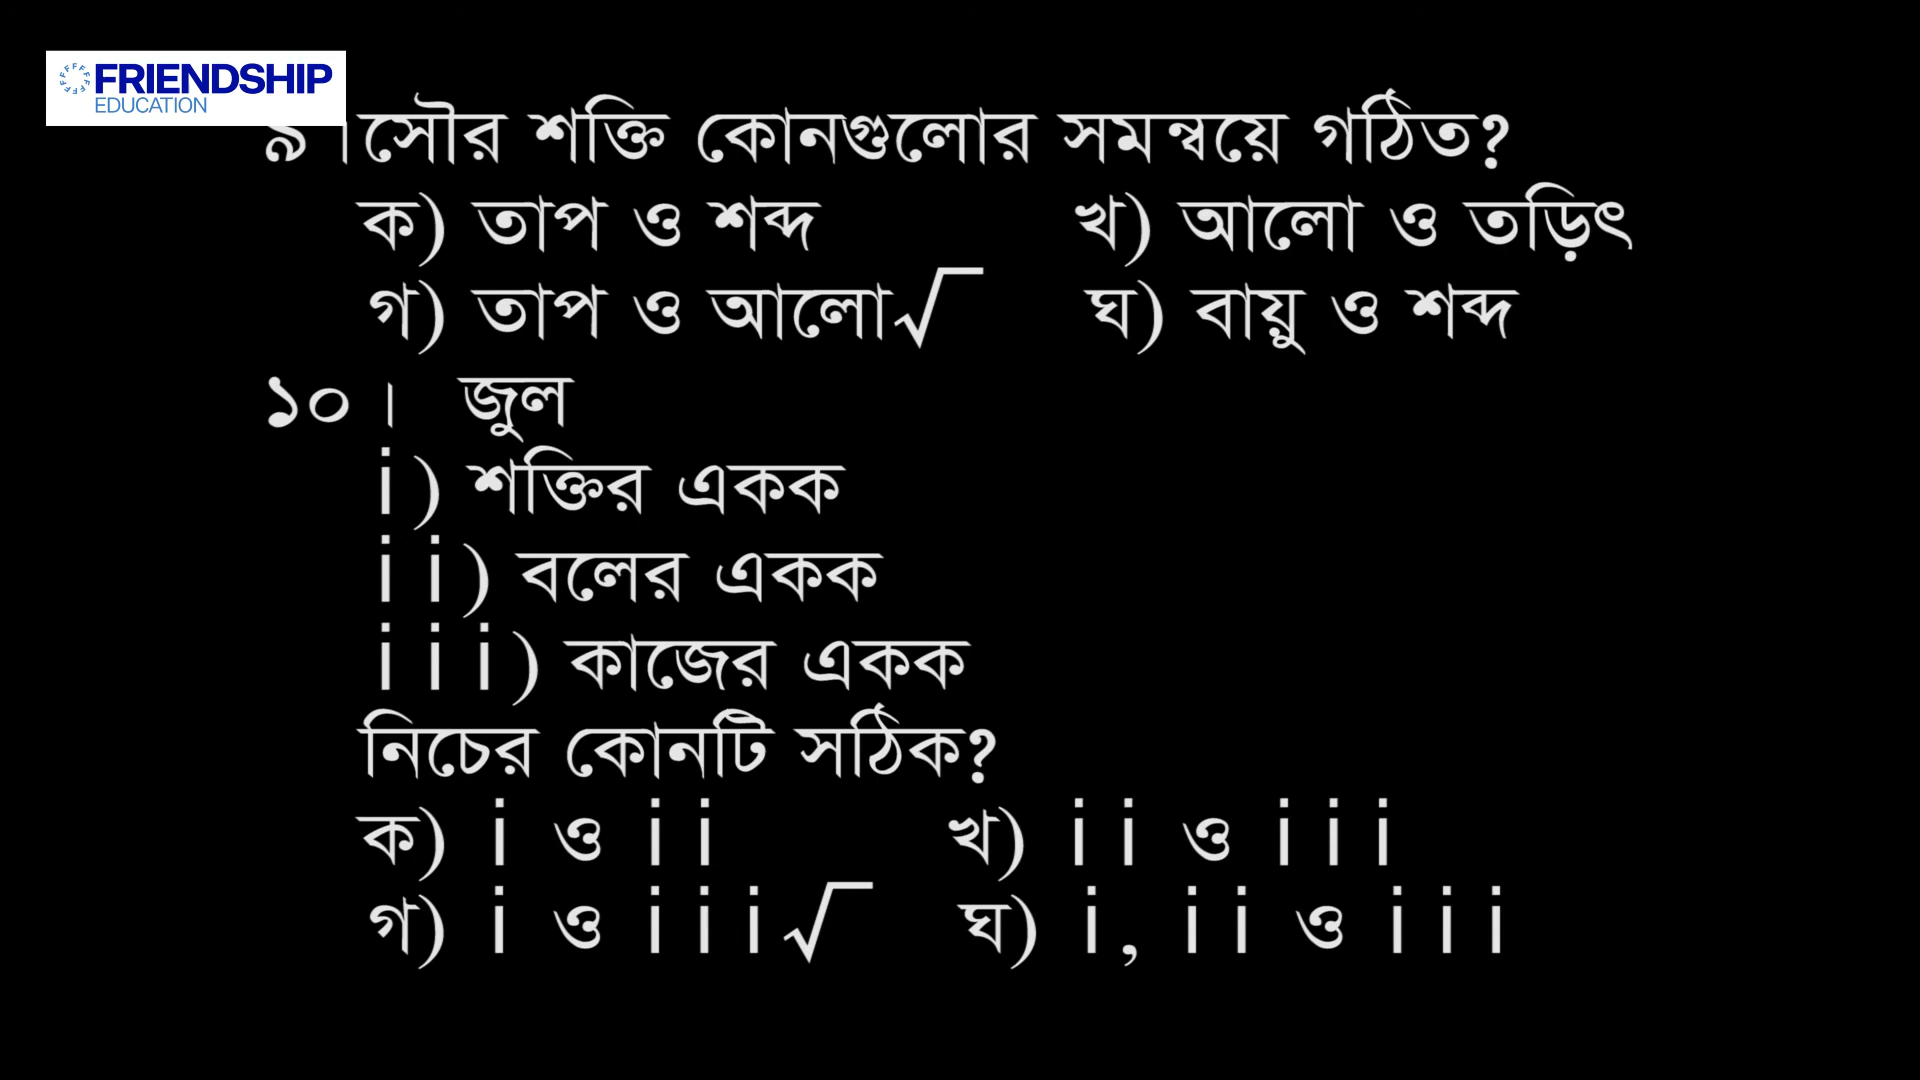 FRIENDSHIP
EDUCATION
৯।সৌর শক্তি কোনগুলোর সমন্বয়ে গঠিত?
ক) তাপ ও শব্দ খ) আলো ও তড়িৎ
গ) তাপ ও আলো√ ঘ) বায়ু ও শব্দ
১০। জুল
i) শক্তির একক
ii) বলের একক
iii) কাজের একক
নিচের কোনটি সঠিক?
ক) i ও ii খ) ii ও iii
গ) i ও iii√ ঘ) i, ii ও iii